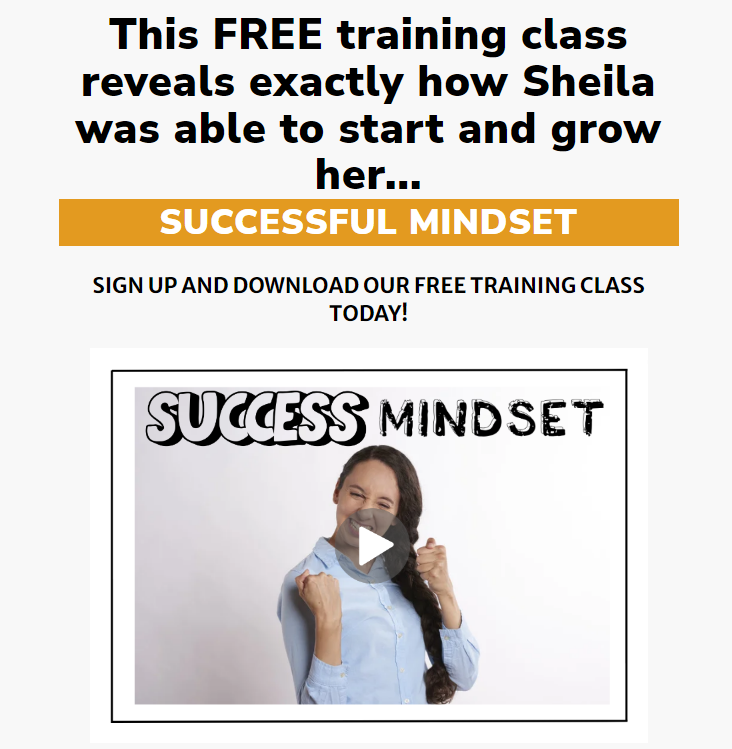 This FREE training class
reveals exactly how Sheila
was able to start and grow
her...
SUCCESSFUL MINDSET
SIGN UP AND DOWNLOAD OUR FREE TRAINING CLASS
TODAY!
SUCCESS MINDSET